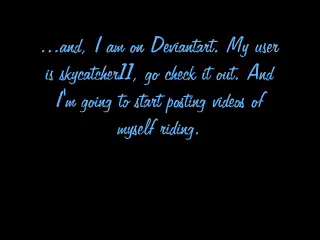 ...and, I am on Deviantart. My user
is skycatcher11, go check it out. And
I'm going to start posting videos of
myself riding.